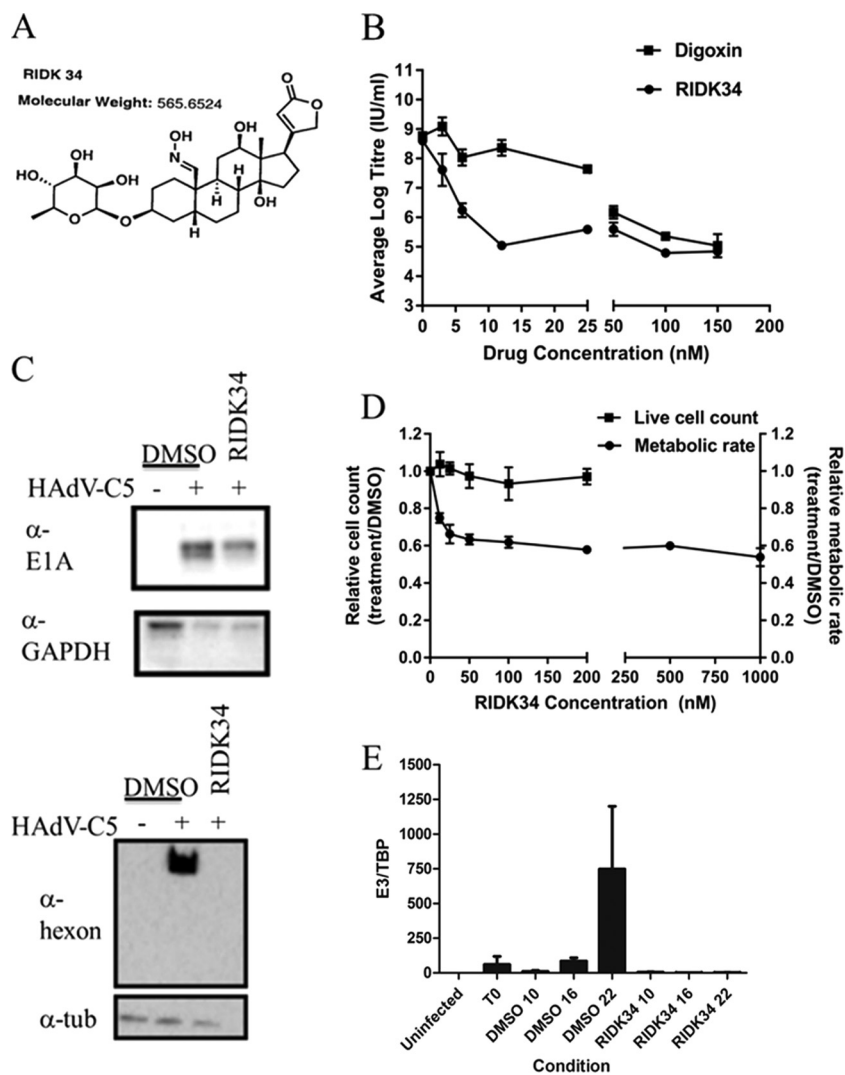 A
RIDK 34
Molecular Weight: 565.6524
O
O
OH
N
OH
OH
OH
HO
OH
H
H
H
OH
O
O
H
B
Digoxin
RIDK34
Average Log Titre (IU/ml)
11
10
9
8
7
6
5
4
3
0 5 10 15 20 25 50 100 150 200
Drug Concentration (nM)
C
DMSO RIDK34
HAdV-C5 - + +
α-
E1A
α-
GAPDH
DMSO RIDK34
HAdV-C5 - + +
α-
hexon
α-tub
D
Live cell count
Metabolic rate
Relative cell count
(treatment/DMSO)
1.2
1.0
0.8
0.6
0.4
0.2
0.0
0 50 100 150 200 250 500 750 1000
RIDK34 Concentration (nM)
1.2
1.0
0.8
0.6
0.4
0.2
0.0
Relative metabolic rate
(treatment/DMSO)
E
E3/TBP
1500
1250
1000
750
500
250
0
Uninfected
T0
DMSO 10
DMSO 16
DMSO 22
RIDK34 10
RIDK34 16
RIDK34 22
Condition